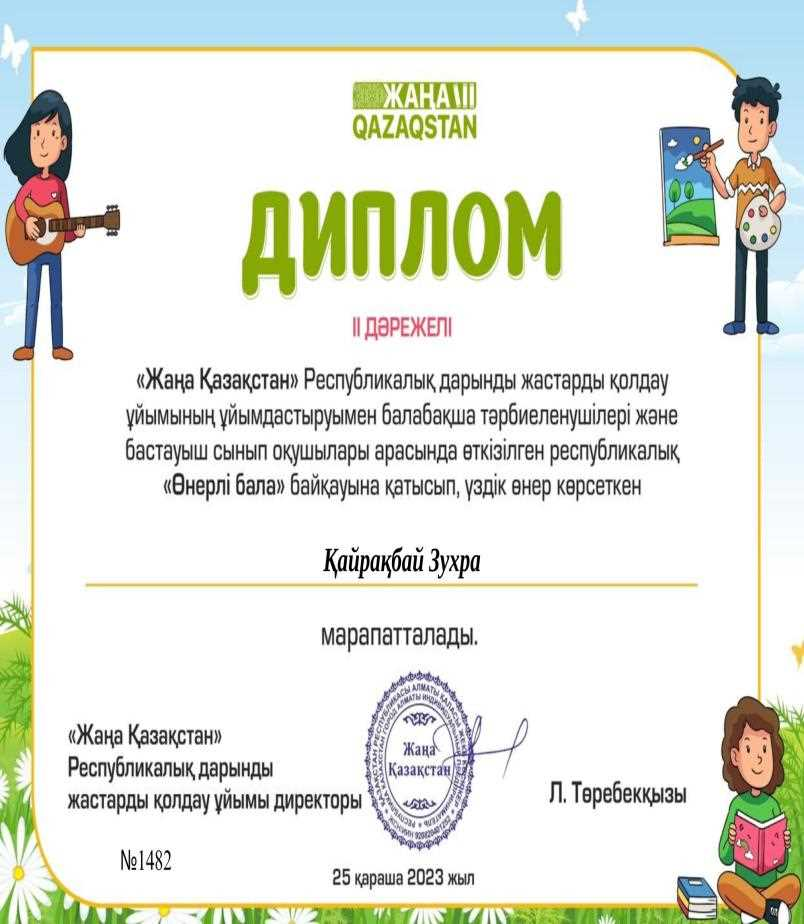 ЖАҢА
QAZAQSTAN
ДИПЛОМ
ІІ ДӘРЕЖЕЛІ
«Жаңа Қазақстан» Республикалық дарынды жастарды қолдау
ұйымының ұйымдастыруымен балабақша тәрбиеленушілері және
бастауыш сынып оқушылары арасында өткізілген республикалық
«Өнерлі бала» байқауына қатысып, үздік өнер көрсеткен
Қайрақбай Зухра
марапатталады.
«Жаңа Қазақстан»
Республикалық дарынды
жастарды қолдау ұйымы директоры
Жаңа
Қазақстан
Л. Төребекқызы
№1482
25 қараша 2023 жыл